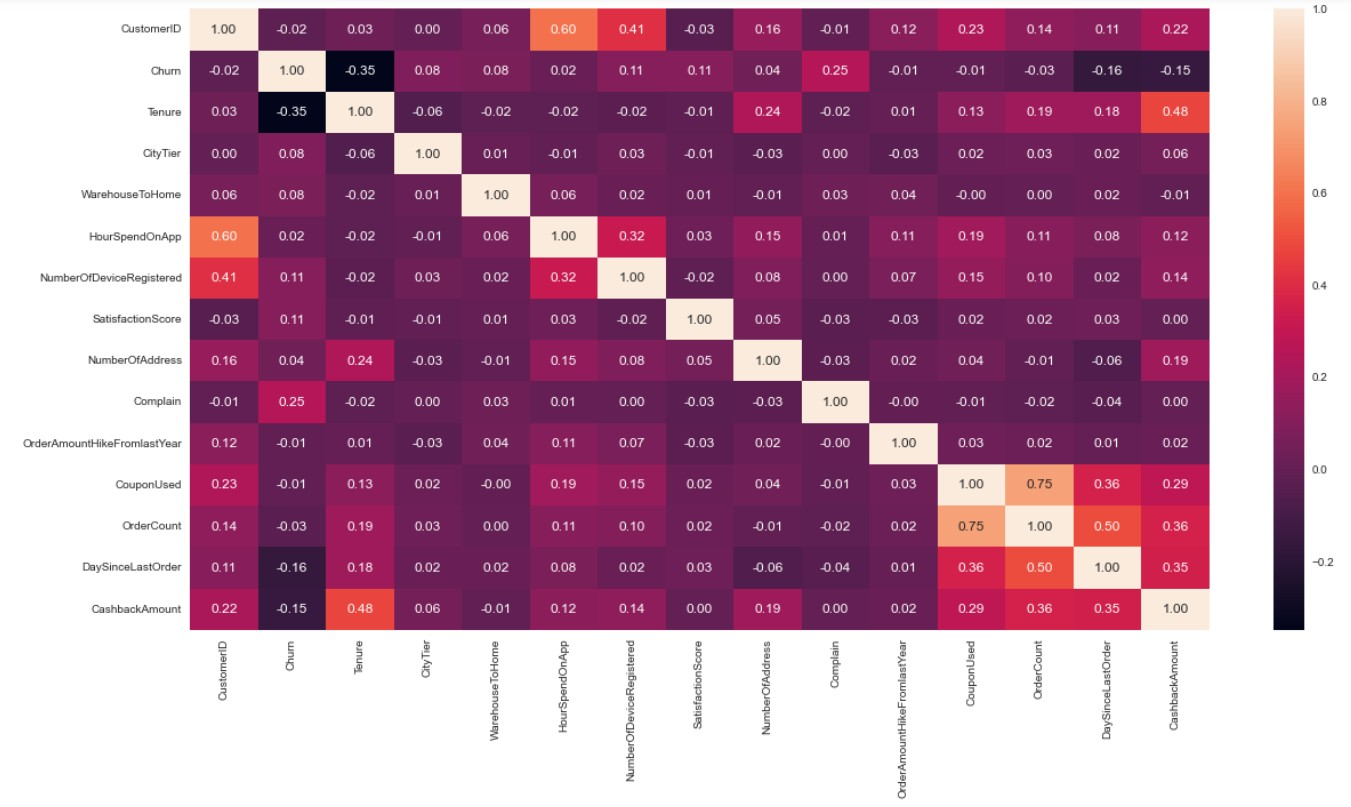 CustomerID 1.00 -0.02 0.03 0.00 0.06 0.60 0.41 -0.03 0.16 -0.01 0.12 0.23 0.14 0.11 0.22
Churn -0.02 1.00 -0.35 0.08 0.08 0.02 0.11 0.11 0.04 0.25 -0.01 -0.01 -0.03 -0.16 -0.15
Tenure 0.03 -0.35 1.00 -0.06 -0.02 -0.02 -0.02 -0.01 0.24 -0.02 0.01 0.13 0.19 0.18 0.48
CityTier 0.00 0.08 -0.06 1.00 0.01 -0.01 0.03 -0.01 -0.03 0.00 -0.03 0.02 0.03 0.02 0.06
WarehouseToHome 0.06 0.08 -0.02 0.01 1.00 0.06 0.02 0.01 -0.01 0.03 0.04 -0.00 0.00 0.02 -0.01
HourSpendOnApp 0.60 0.02 -0.02 -0.01 0.06 1.00 0.32 0.03 0.15 0.01 0.11 0.19 0.11 0.08 0.12
NumberOfDeviceRegistered 0.41 0.11 -0.02 0.03 0.02 0.32 1.00 -0.02 0.08 0.00 0.07 0.15 0.10 0.02 0.14
SatisfactionScore -0.03 0.11 -0.01 -0.01 0.01 0.03 -0.02 1.00 0.05 -0.03 -0.03 0.02 0.02 0.03 0.00
NumberOfAddress 0.16 0.04 0.24 -0.03 -0.01 0.15 0.08 0.05 1.00 -0.03 0.02 0.04 -0.01 -0.06 0.19
Complain -0.01 0.25 -0.02 0.00 0.03 0.01 0.00 -0.03 -0.03 1.00 -0.00 -0.01 -0.02 -0.04 0.00
OrderAmountHikeFromlastYear 0.12 -0.01 0.01 -0.03 0.04 0.11 0.07 -0.03 0.02 -0.00 1.00 0.03 0.02 0.01 0.02
CouponUsed 0.23 -0.01 0.13 0.02 -0.00 0.19 0.15 0.02 0.04 -0.01 0.03 1.00 0.75 0.36 0.29
OrderCount 0.14 -0.03 0.19 0.03 0.00 0.11 0.10 0.02 -0.01 -0.02 0.02 0.75 1.00 0.50 0.36
DaySinceLastOrder 0.11 -0.16 0.18 0.02 0.02 0.08 0.02 0.03 -0.06 -0.04 0.01 0.36 0.50 1.00 0.35
CashbackAmount 0.22 -0.15 0.48 0.06 -0.01 0.12 0.14 0.00 0.19 0.00 0.02 0.29 0.36 0.35 1.00
CustomerID
Churn
Tenure
CityTier
WarehouseToHome
HourSpendOnApp
NumberOfDeviceRegistered
SatisfactionScore
NumberOfAddress
Complain
OrderAmountHikeFromlastYear
CouponUsed
OrderCount
DaySinceLastOrder
CashbackAmount
1.0
0.8
0.6
0.4
0.2
0.0
−0.2